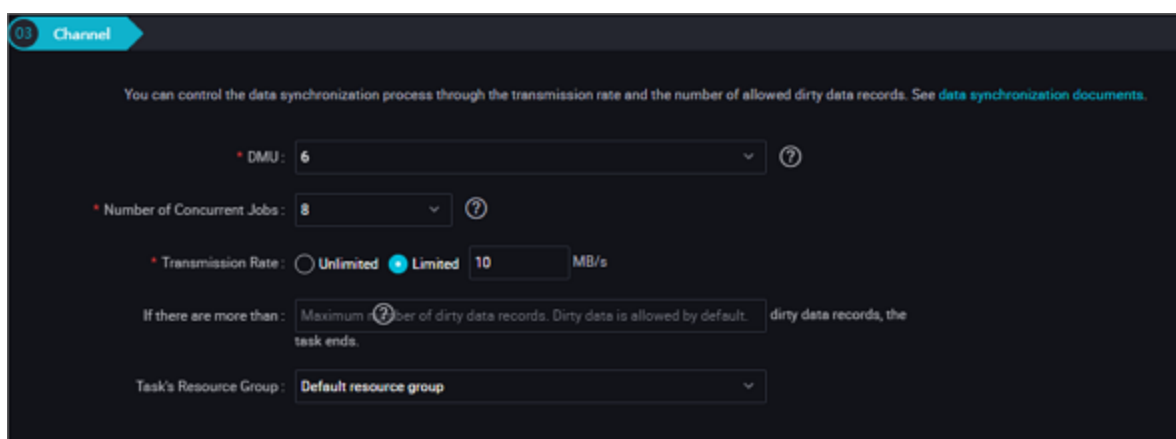 03 Channel
You can control the data synchronization process through the transmission rate and the number of allowed dirty data records. See data synchronization documents.
* DMU : 6 ?
* Number of Concurrent Jobs : 8 ?
* Transmission Rate : Unlimited Limited 10 MB/s
If there are more than : Maximum number of dirty data records. Dirty data is allowed by default. ? dirty data records, the
task ends.
Task's Resource Group : Default resource group